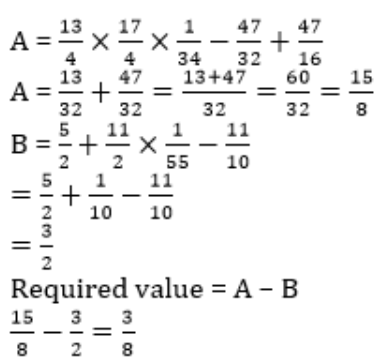 A = 13/4 × 17/4 × 1/34 − 47/32 + 47/16
A = 13/32 + 47/32 = 13+47/32 = 60/32 = 15/8
B = 5/2 + 11/2 × 1/55 − 11/10
= 5/2 + 1/10 − 11/10
= 3/2
Required value = A – B
15/8 − 3/2 = 3/8